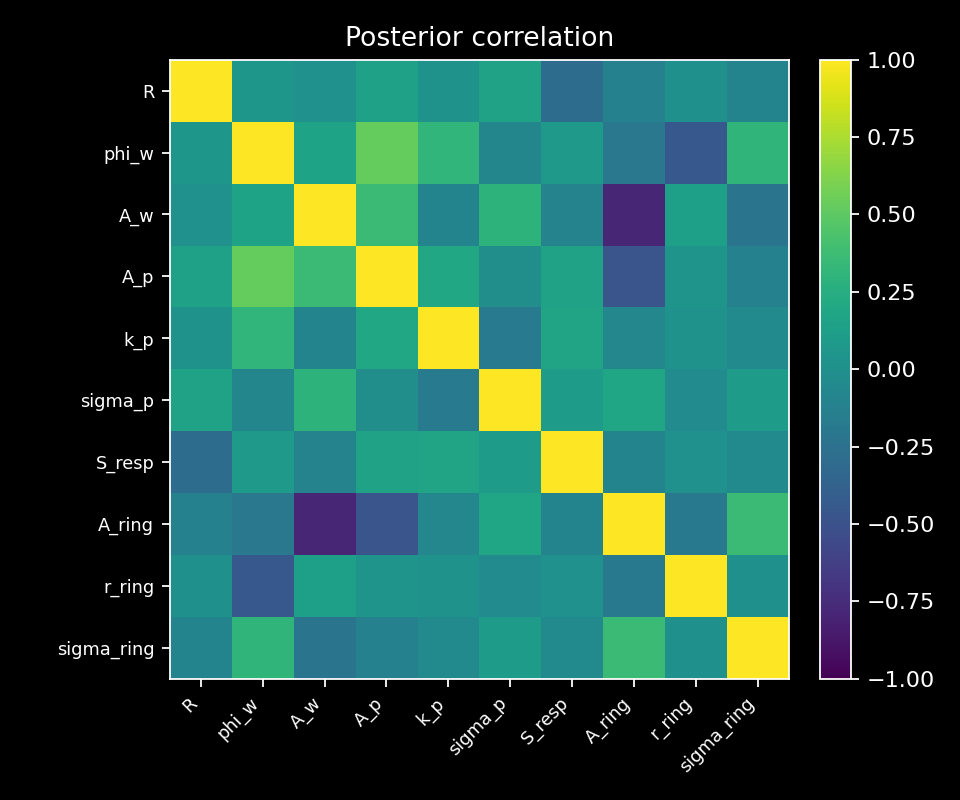 Posterior correlation
R
phi_w
A_w
A_p
k_p
sigma_p
S_resp
A_ring
r_ring
sigma_ring
R
phi_w
A_w
A_p
k_p
sigma_p
S_resp
A_ring
r_ring
sigma_ring
1.00
0.75
0.50
0.25
0.00
−0.25
−0.50
−0.75
−1.00